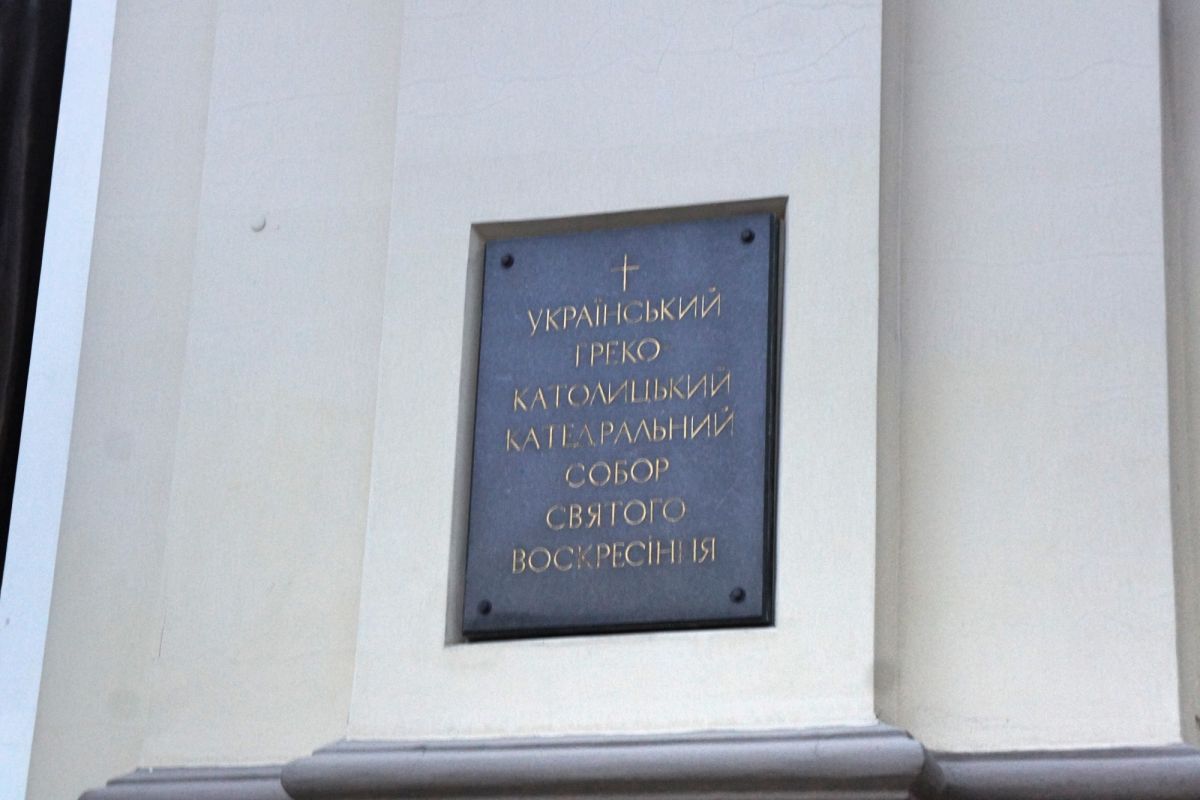 УКРАЇНСЬКИЙ
ГРЕКО
КАТОЛИЦЬКИЙ
КАТЕДРАЛЬНИЙ
СОБОР
СВЯТОГО
ВОСКРЕСІННЯ